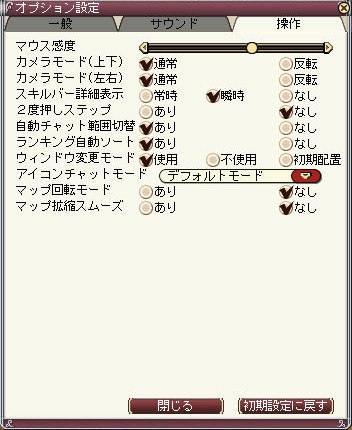 オプション設定
一般 サウンド 操作
マウス感度
カメラモード(上下) 通常 反転
カメラモード(左右) 通常 反転
スキルバー詳細表示 常時 瞬時 なし
２度押しステップ あり なし
自動チャット範囲切替 あり なし
ランキング自動ソート あり なし
ウィンドウ変更モード 使用 不使用 初期配置
アイコンチャットモード デフォルトモード
マップ回転モード あり なし
マップ拡縮スムーズ あり なし
閉じる 初期設定に戻す